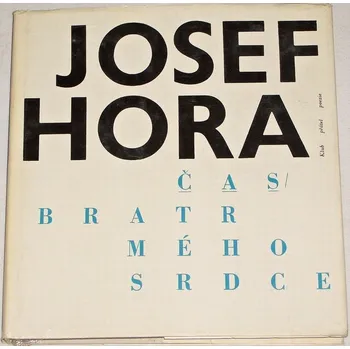 JOSEF
HORA
Klub přátel poezie
ČAS/
BRATR
MÉHO
SRDCE